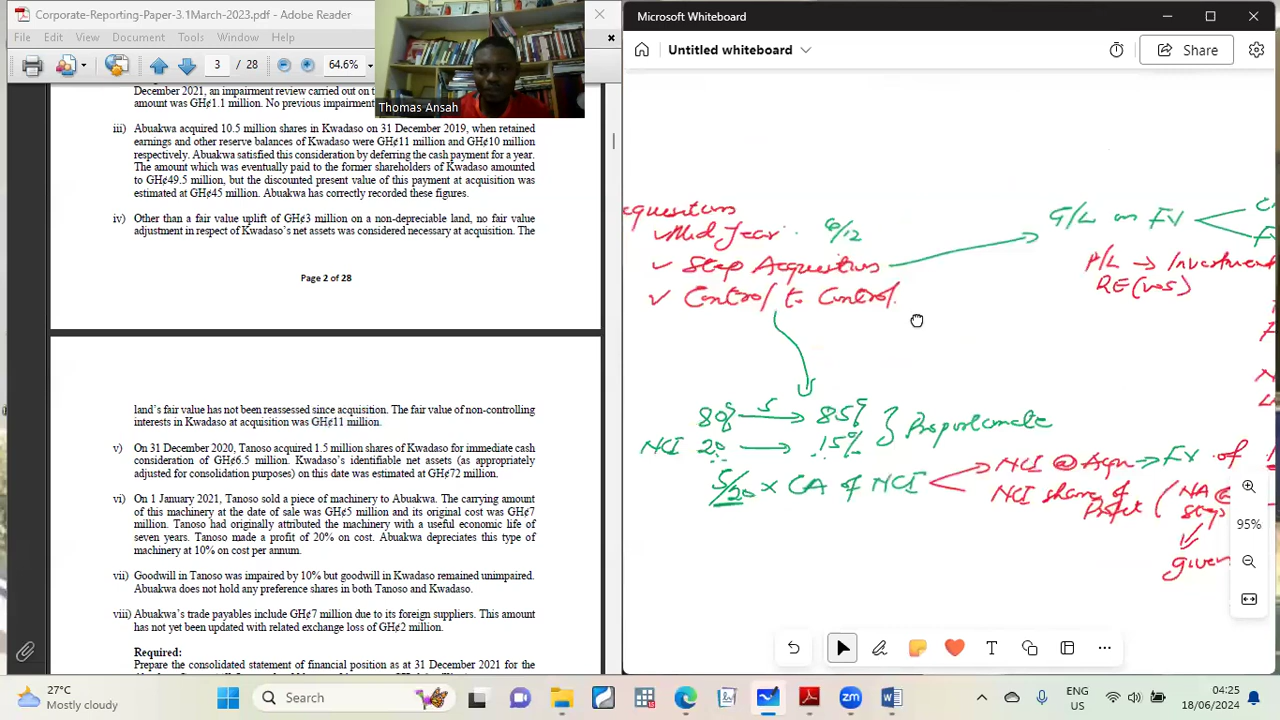 Corporate-Reporting-Paper-3.1March-2023.pdf - Adobe Reader
File Edit View Document Tools Window Help
3 / 28 64.6%
December 2021, an impairment review carried out on t
amount was GH¢1.1 million. No previous impairment
iii) Abuakwa acquired 10.5 million shares in Kwadaso on 31 December 2019, when retained
earnings and other reserve balances of Kwadaso were GH¢11 million and GH¢10 million
respectively. Abuakwa satisfied this consideration by deferring the cash payment for a year.
The amount which was eventually paid to the former shareholders of Kwadaso amounted
to GH¢49.5 million, but the discounted present value of this payment at acquisition was
estimated at GH¢45 million. Abuakwa has correctly recorded these figures.
iv) Other than a fair value uplift of GH¢3 million on a non-depreciable land, no fair value
adjustment in respect of Kwadaso's net assets was considered necessary at acquisition. The
Page 2 of 28
land's fair value has not been reassessed since acquisition. The fair value of non-controlling
interests in Kwadaso at acquisition was GH¢11 million.
v) On 31 December 2020, Tanoso acquired 1.5 million shares of Kwadaso for immediate cash
consideration of GH¢6.5 million. Kwadaso's identifiable net assets (as appropriately
adjusted for consolidation purposes) on this date was estimated at GH¢72 million.
vi) On 1 January 2021, Tanoso sold a piece of machinery to Abuakwa. The carrying amount
of this machinery at the date of sale was GH¢5 million and its original cost was GH¢7
million. Tanoso had originally attributed the machinery with a useful economic life of
seven years. Tanoso made a profit of 20% on cost. Abuakwa depreciates this type of
machinery at 10% on cost per annum.
vii) Goodwill in Tanoso was impaired by 10% but goodwill in Kwadaso remained unimpaired.
Abuakwa does not hold any preference shares in both Tanoso and Kwadaso.
viii) Abuakwa's trade payables include GH¢7 million due to its foreign suppliers. This amount
has not yet been updated with related exchange loss of GH¢2 million.
Required:
Prepare the consolidated statement of financial position as at 31 December 2021 for the
Thomas Ansah
Microsoft Whiteboard
Untitled whiteboard
Share
cquisitions
Mid Year 6/12
Step Acquisitions
Control to Control
G/L on FV
P/L → Investment
RE(ves)
80% 5 → 85%
NCI 20 → 15%
} Proportionate
5/20 × CA of NCI
NCI @ Acqn → FV of
NCI share of
Profit (NA @
Step
given
95%
27°C
Mostly cloudy
Search
ENG
US
04:25
18/06/2024